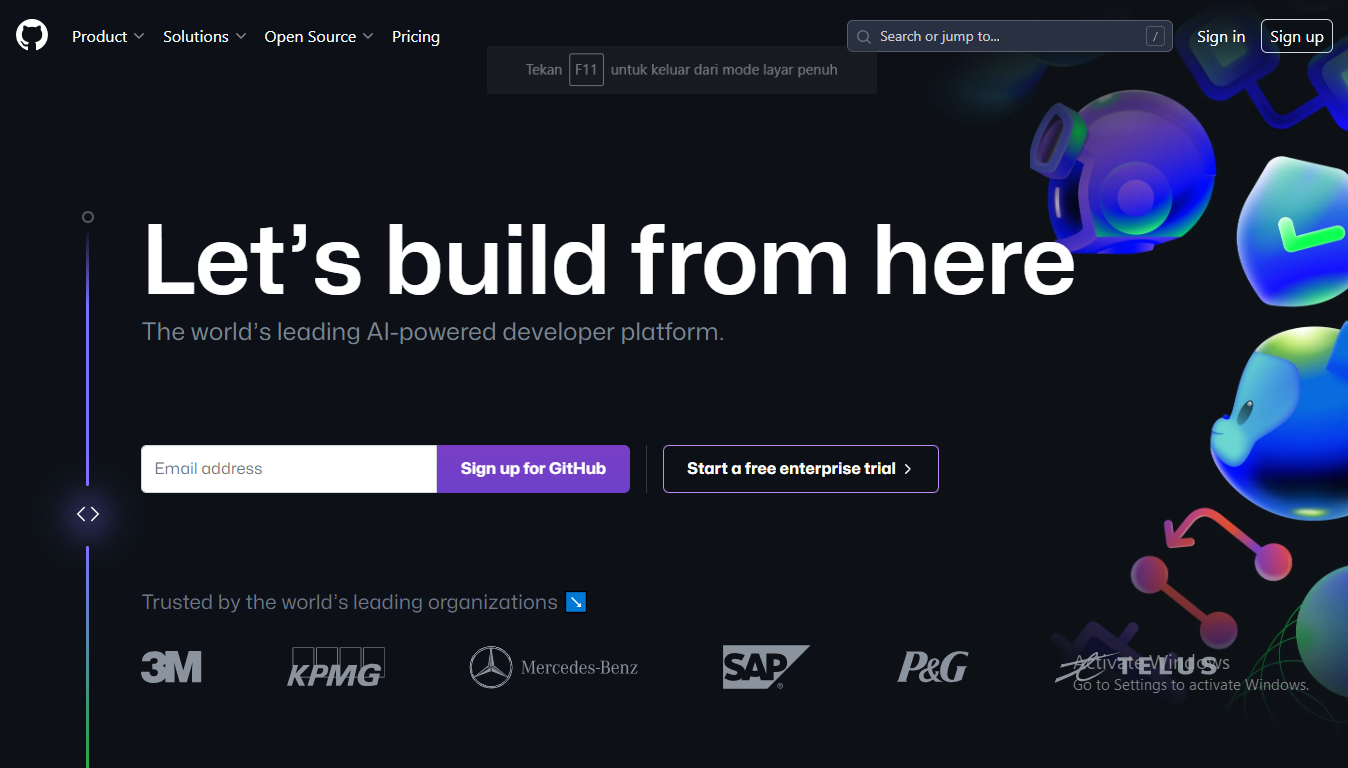 Product Solutions Open Source Pricing Search or jump to... / Sign in Sign up
Tekan F11 untuk keluar dari mode layar penuh
Let’s build from here
The world’s leading AI-powered developer platform.
Email address Sign up for GitHub Start a free enterprise trial
Trusted by the world’s leading organizations
3M KPMG Mercedes-Benz SAP P&G TELUS
Activate Windows
Go to Settings to activate Windows.